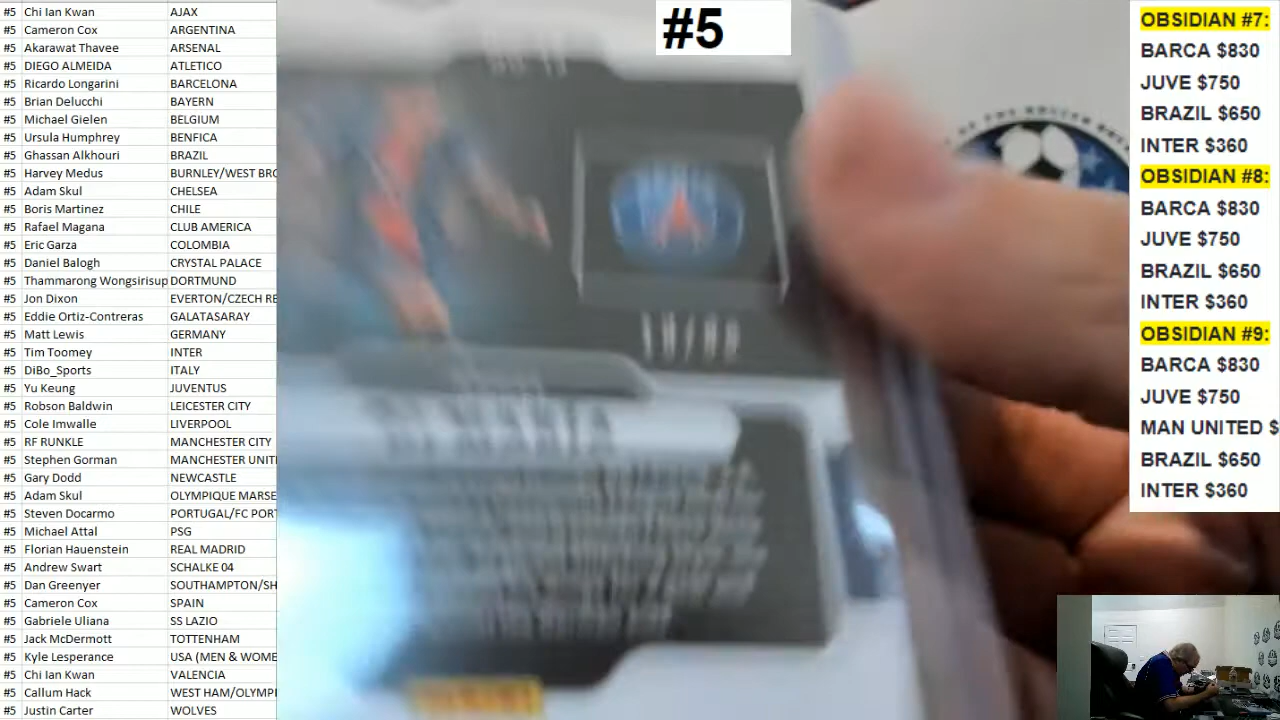 #5 Chi Ian Kwan AJAX
#5 Cameron Cox ARGENTINA
#5 Akarawat Thavee ARSENAL
#5 DIEGO ALMEIDA ATLETICO
#5 Ricardo Longarini BARCELONA
#5 Brian Delucchi BAYERN
#5 Michael Gielen BELGIUM
#5 Ursula Humphrey BENFICA
#5 Ghassan Alkhouri BRAZIL
#5 Harvey Medus BURNLEY/WEST BRO
#5 Adam Skul CHELSEA
#5 Boris Martinez CHILE
#5 Rafael Magana CLUB AMERICA
#5 Eric Garza COLOMBIA
#5 Daniel Balogh CRYSTAL PALACE
#5 Thammarong Wongsirisup DORTMUND
#5 Jon Dixon EVERTON/CZECH RE
#5 Eddie Ortiz-Contreras GALATASARAY
#5 Matt Lewis GERMANY
#5 Tim Toomey INTER
#5 DiBo_Sports ITALY
#5 Yu Keung JUVENTUS
#5 Robson Baldwin LEICESTER CITY
#5 Cole Imwalle LIVERPOOL
#5 RF RUNKLE MANCHESTER CITY
#5 Stephen Gorman MANCHESTER UNIT
#5 Gary Dodd NEWCASTLE
#5 Adam Skul OLYMPIQUE MARSE
#5 Steven Docarmo PORTUGAL/FC POR
#5 Michael Attal PSG
#5 Florian Hauenstein REAL MADRID
#5 Andrew Swart SCHALKE 04
#5 Dan Greenyer SOUTHAMPTON/SH
#5 Cameron Cox SPAIN
#5 Gabriele Uliana SS LAZIO
#5 Jack McDermott TOTTENHAM
#5 Kyle Lesperance USA (MEN & WOME
#5 Chi Ian Kwan VALENCIA
#5 Callum Hack WEST HAM/OLYMPI
#5 Justin Carter WOLVES
#5
OBSIDIAN #7:
BARCA $830
JUVE $750
BRAZIL $650
INTER $360
OBSIDIAN #8:
BARCA $830
JUVE $750
BRAZIL $650
INTER $360
OBSIDIAN #9:
BARCA $830
JUVE $750
MAN UNITED $
BRAZIL $650
INTER $360